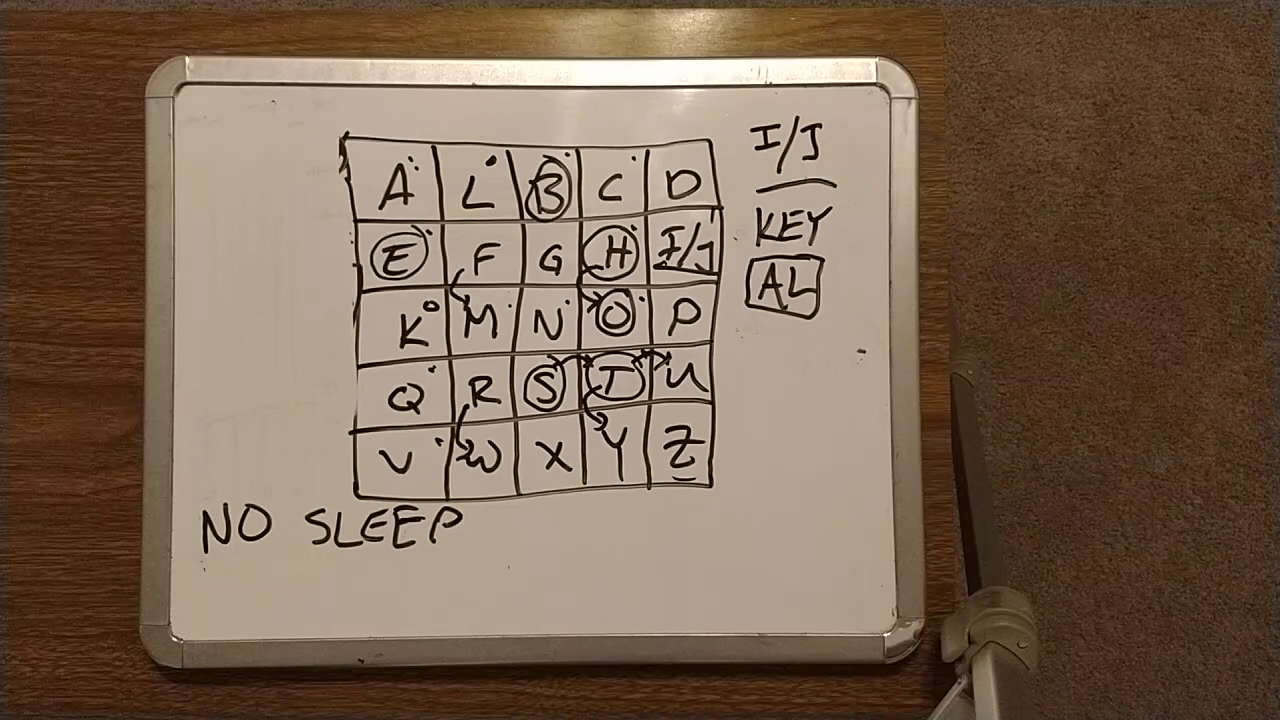 A L B C D
E F G H I/J
K M N O P
Q R S T U
V W X Y Z
I/J
KEY
AL
NO SLEEP